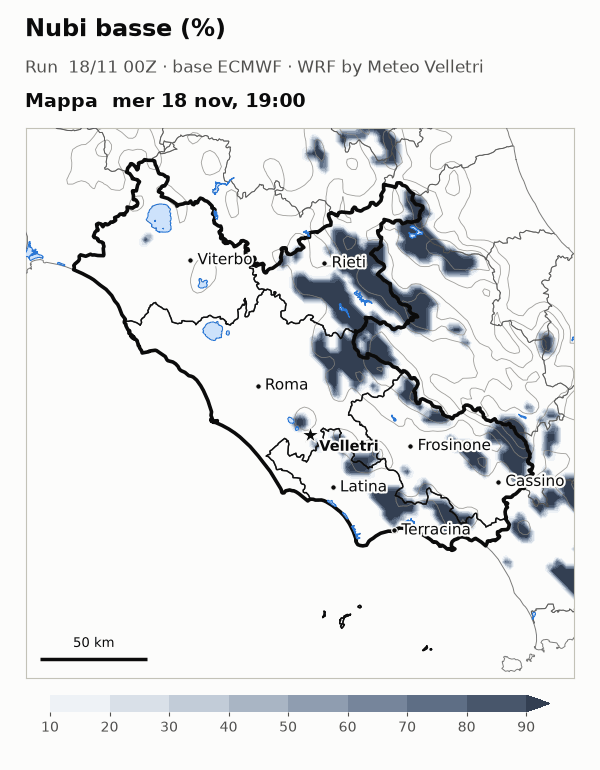 Nubi basse (%)
Run  18/11 00Z · base ECMWF · WRF by Meteo Velletri
Mappa  mer 18 nov, 19:00
Viterbo
Rieti
Roma
Velletri
Frosinone
Latina
Cassino
Terracina
50 km
10 20 30 40 50 60 70 80 90